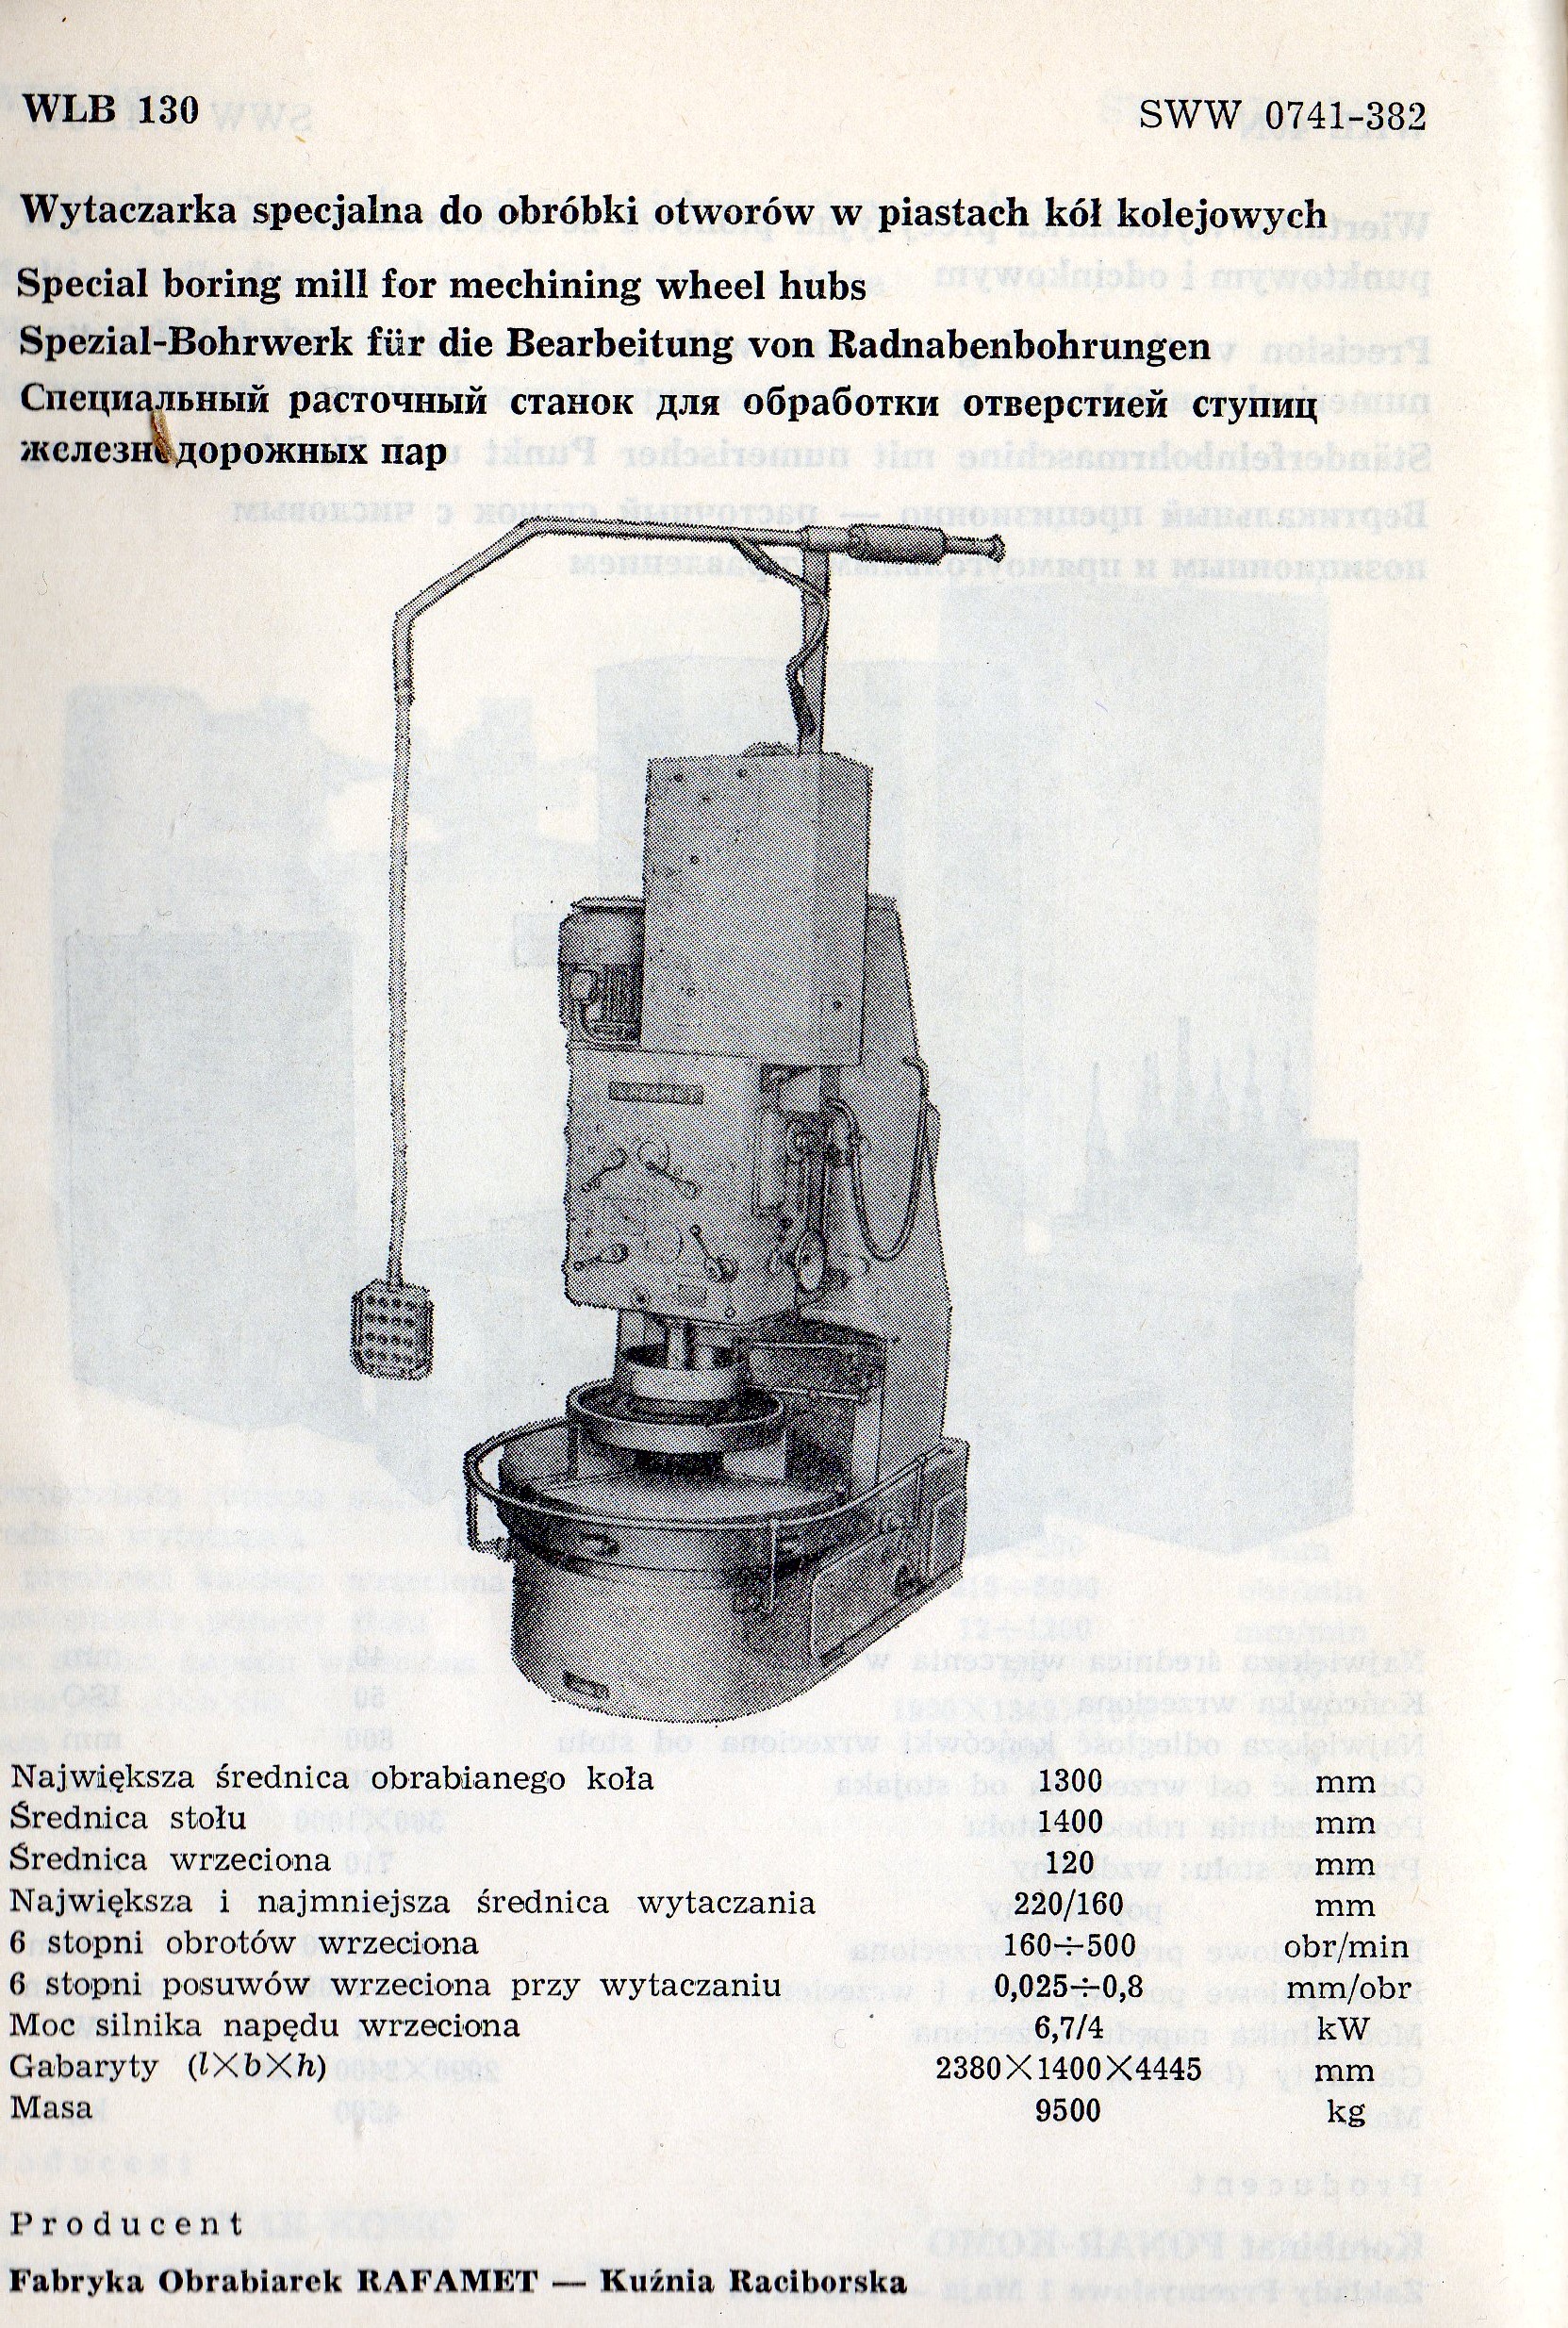 WLB 130
SWW 0741-382
Wytaczarka specjalna do obróbki otworów w piastach kół kolejowych
Special boring mill for mechining wheel hubs
Spezial-Bohrwerk für die Bearbeitung von Radnabenbohrungen
Специальный расточный станок для обработки отверстией ступиц
железнодорожных пар
Największa średnica obrabianego koła 1300 mm
Średnica stołu 1400 mm
Średnica wrzeciona 120 mm
Największa i najmniejsza średnica wytaczania 220/160 mm
6 stopni obrotów wrzeciona 160÷500 obr/min
6 stopni posuwów wrzeciona przy wytaczaniu 0,025÷0,8 mm/obr
Moc silnika napędu wrzeciona 6,7/4 kW
Gabaryty (l×b×h) 2380×1400×4445 mm
Masa 9500 kg
Producent
Fabryka Obrabiarek RAFAMET — Kuźnia Raciborska